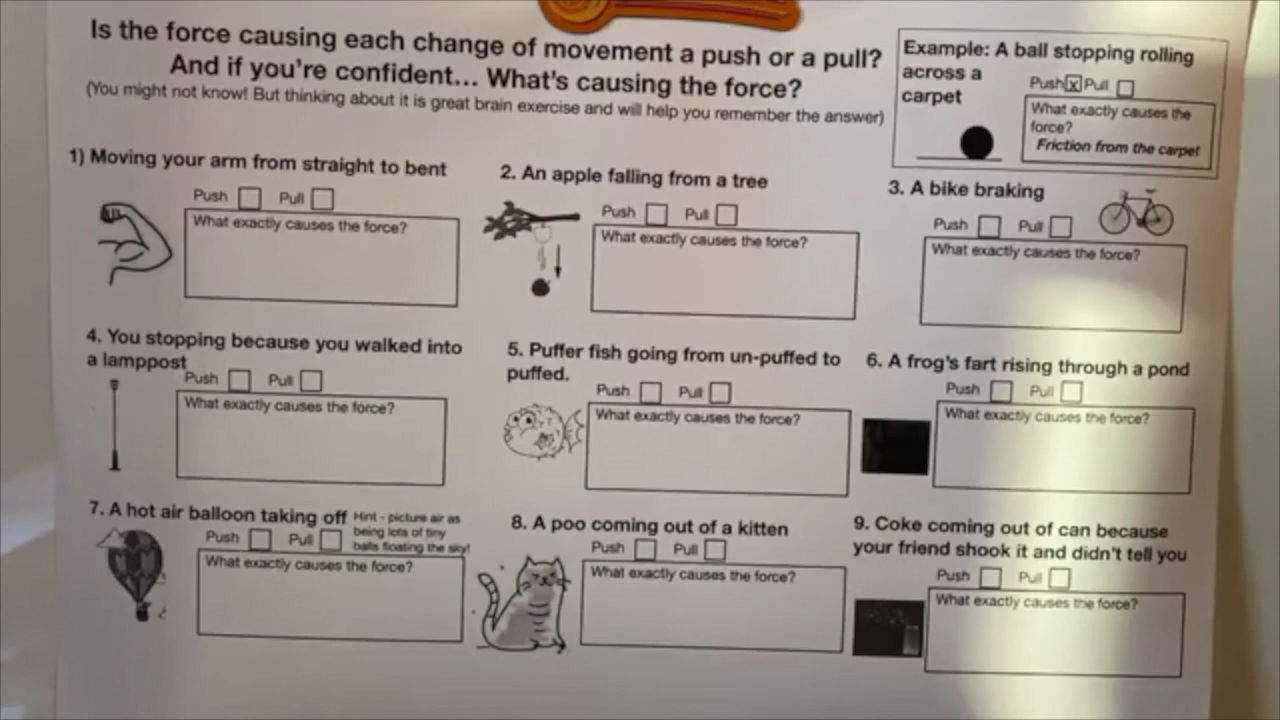 Is the force causing each change of movement a push or a pull?
And if you're confident... What's causing the force?
(You might not know! But thinking about it is great brain exercise and will help you remember the answer)
Example: A ball stopping rolling
across a
carpet
Push x Pull
What exactly causes the
force?
Friction from the carpet
1) Moving your arm from straight to bent
Push Pull
What exactly causes the force?
2. An apple falling from a tree
Push Pull
What exactly causes the force?
3. A bike braking
Push Pull
What exactly causes the force?
4. You stopping because you walked into
a lamppost
Push Pull
What exactly causes the force?
5. Puffer fish going from un-puffed to
puffed.
Push Pull
What exactly causes the force?
6. A frog's fart rising through a pond
Push Pull
What exactly causes the force?
7. A hot air balloon taking off
Hint - picture air as
being lots of tiny
balls floating the sky!
Push Pull
What exactly causes the force?
8. A poo coming out of a kitten
Push Pull
What exactly causes the force?
9. Coke coming out of can because
your friend shook it and didn't tell you
Push Pull
What exactly causes the force?